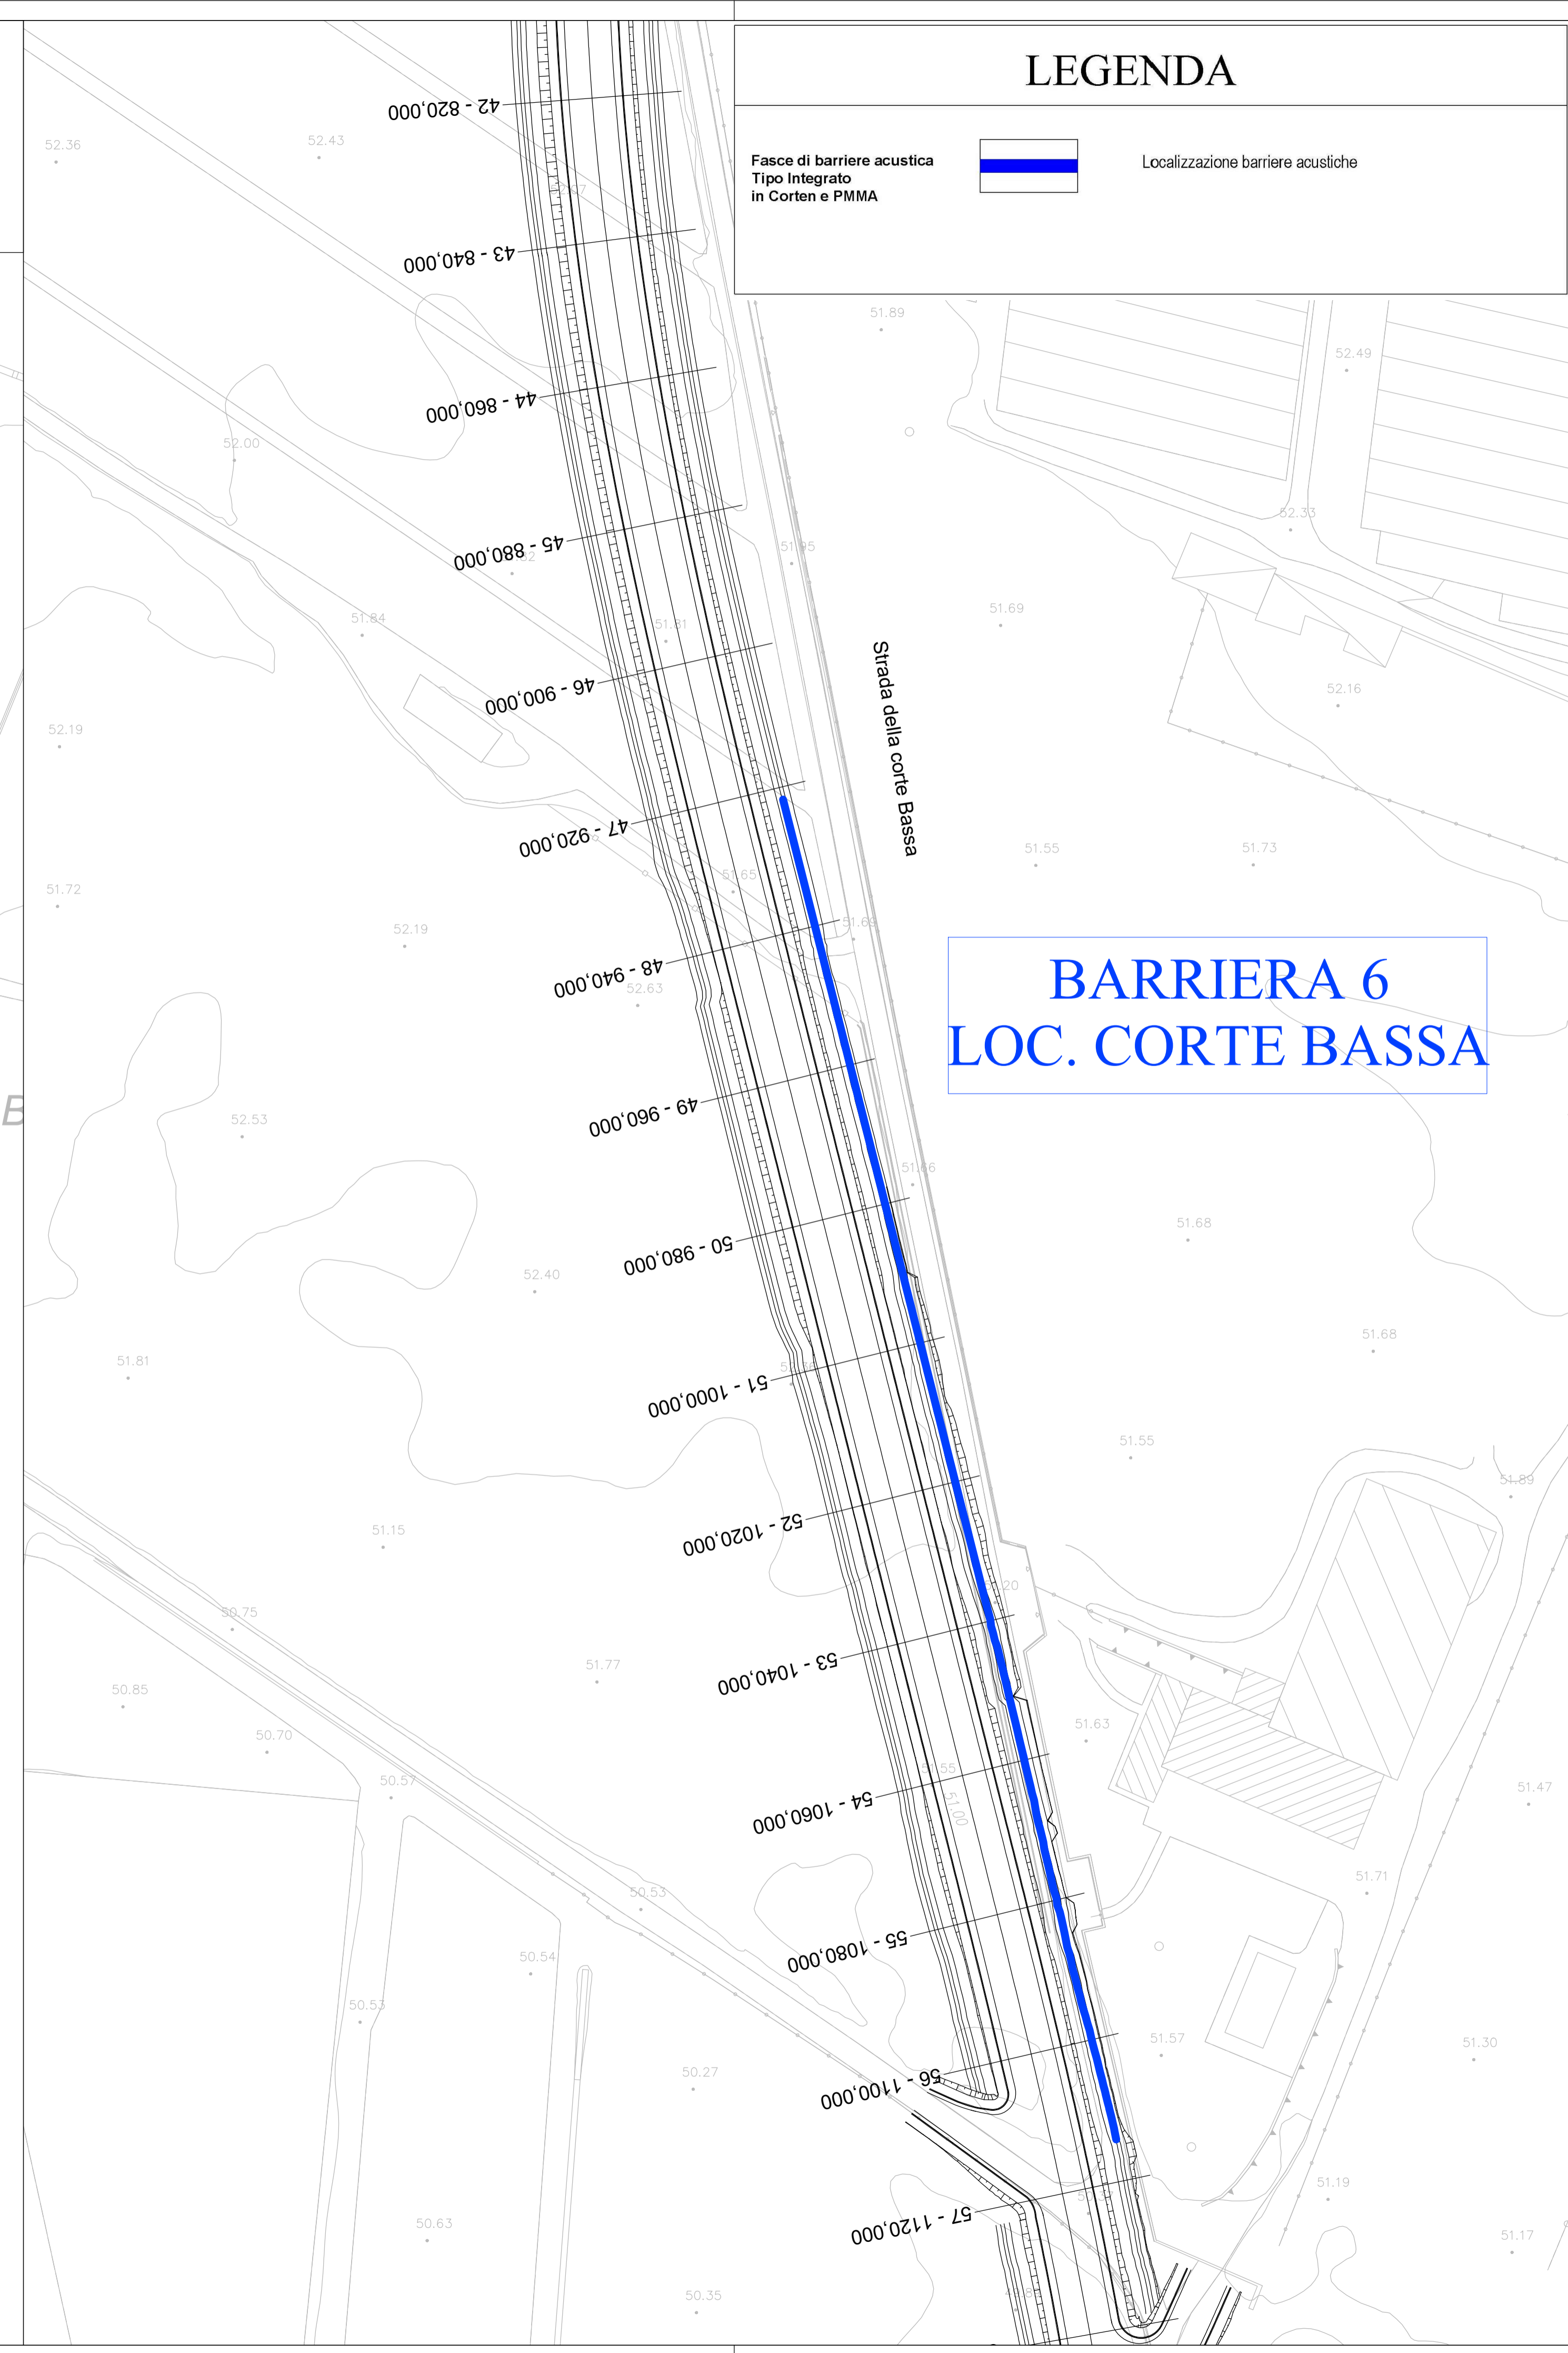 LEGENDA
Fasce di barriere acustica
Tipo Integrato
in Corten e PMMA
Localizzazione barriere acustiche
42 - 820,000
52.36
52.43
43 - 840,000
51.89
52.49
44 - 860,000
52.00
52.33
45 - 880,000
51.95
51.69
51.84
51.81
Strada della corte Bassa
46 - 900,000
52.16
52.19
47 - 920,000
51.55
51.73
51.65
51.72
52.19
51.69
48 - 940,000
52.63
BARRIERA 6
LOC. CORTE BASSA
B
49 - 960,000
52.53
51.66
51.68
50 - 980,000
52.40
51.68
51.81
51 - 1000,000
51.55
51.89
51.15
52 - 1020,000
50.75
53 - 1040,000
51.77
50.85
50.70
51.63
50.57
51.47
54 - 1060,000
51.00
51.71
50.53
50.54
55 - 1080,000
50.53
51.57
51.30
50.27
56 - 1100,000
51.19
57 - 1120,000
50.63
51.17
50.35